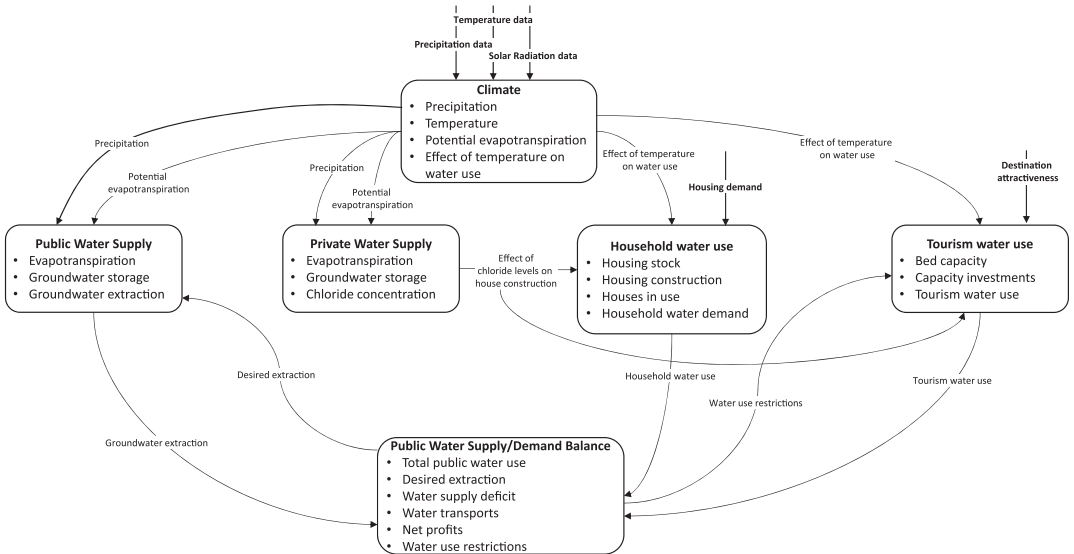 Temperature data
Precipitation data
Solar Radiation data
Climate
• Precipitation
• Temperature
• Potential evapotranspiration
• Effect of temperature on
water use
Precipitation
Potential
evapotranspiration
Precipitation
Potential
evapotranspiration
Effect of temperature
on water use
Housing demand
Effect of temperature
on water use
Destination
attractiveness
Public Water Supply
• Evapotranspiration
• Groundwater storage
• Groundwater extraction
Private Water Supply
• Evapotranspiration
• Groundwater storage
• Chloride concentration
Effect of
chloride levels on
house construction
Household water use
• Housing stock
• Housing construction
• Houses in use
• Household water demand
Tourism water use
• Bed capacity
• Capacity investments
• Tourism water use
Desired extraction
Household water use
Tourism water use
Water use restrictions
Groundwater extraction
Public Water Supply/Demand Balance
• Total public water use
• Desired extraction
• Water supply deficit
• Water transports
• Net profits
• Water use restrictions